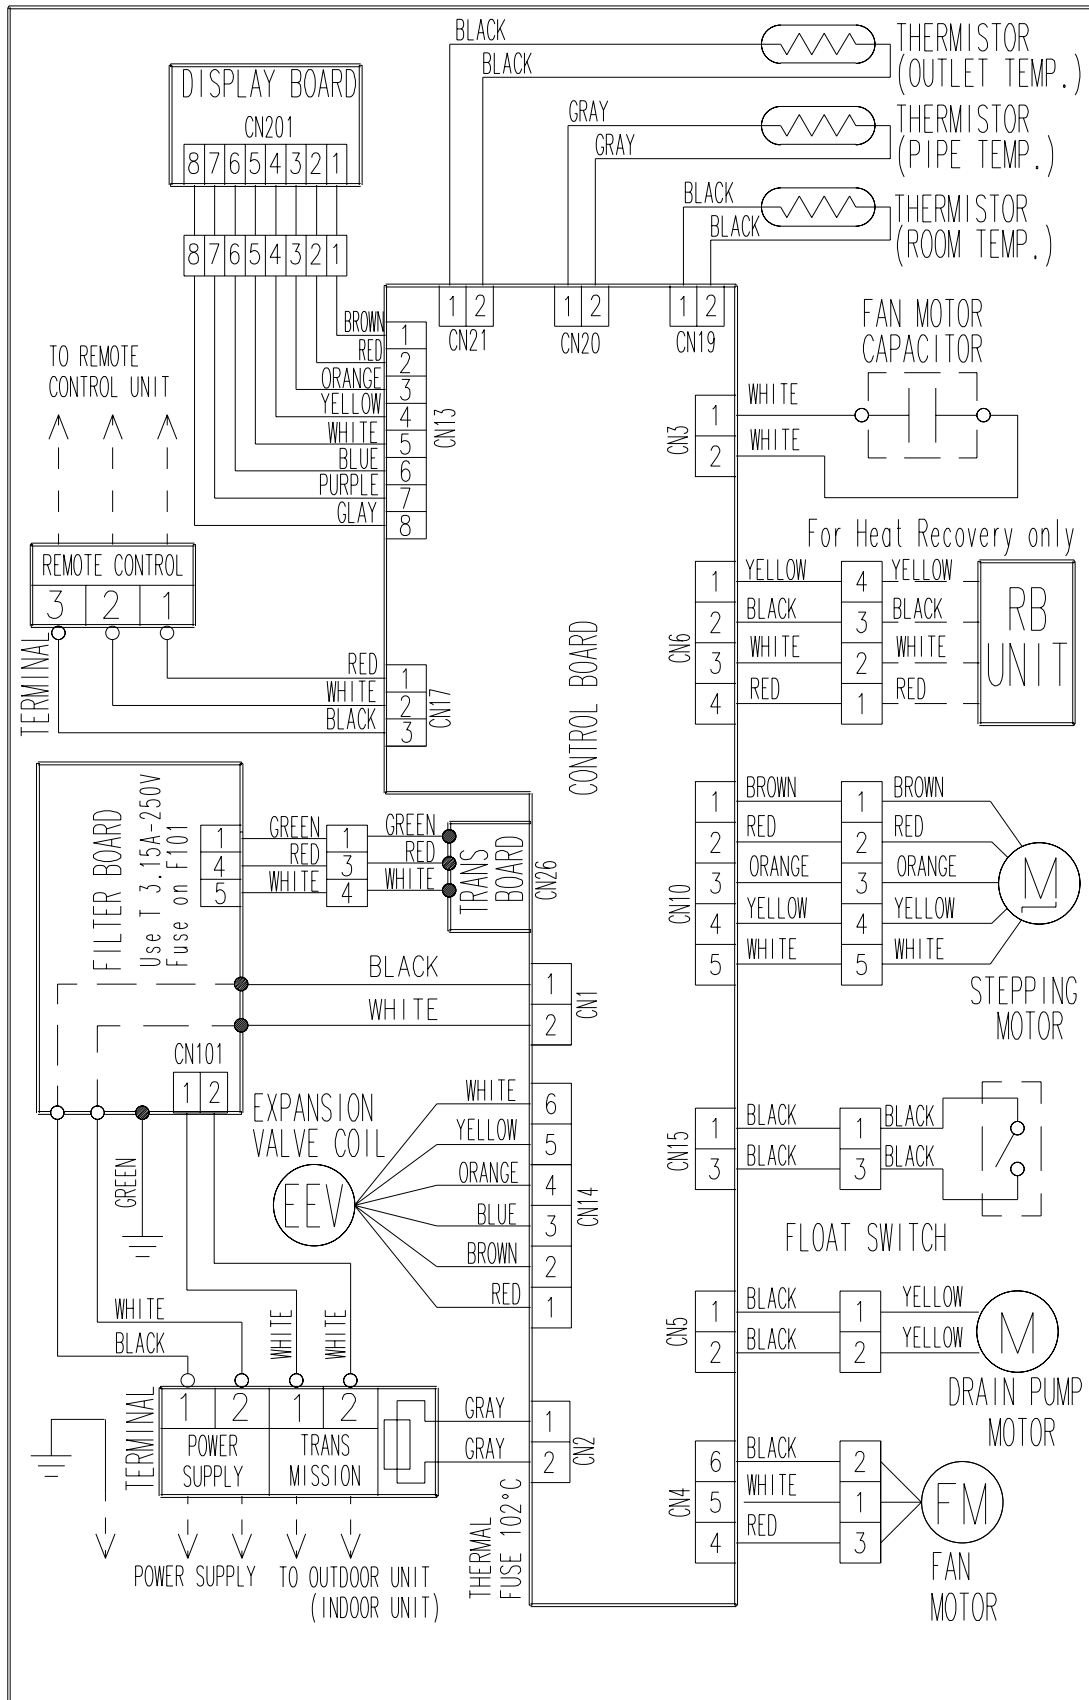 BLACK
THERMISTOR
(OUTLET TEMP.)
BLACK
DISPLAY BOARD
CN201
8 7 6 5 4 3 2 1
GRAY
THERMISTOR
(PIPE TEMP.)
GRAY
BLACK
THERMISTOR
(ROOM TEMP.)
BLACK
8 7 6 5 4 3 2 1
1 2
CN21
1 2
CN20
1 2
CN19
BROWN 1
RED 2
ORANGE 3
YELLOW 4
WHITE 5
BLUE 6
PURPLE 7
GLAY 8
CN13
TO REMOTE
CONTROL UNIT
FAN MOTOR
CAPACITOR
CN3
1 WHITE
2 WHITE
REMOTE CONTROL
3 2 1
TERMINAL
RED 1
WHITE 2
BLACK 3
CN17
CONTROL BOARD
For Heat Recovery only
CN6
1 YELLOW 4 YELLOW
2 BLACK 3 BLACK
3 WHITE 2 WHITE
4 RED 1 RED
RB
UNIT
FILTER BOARD
Use T 3.15A-250V
Fuse on F101
1 GREEN 1 GREEN
4 RED 3 RED
5 WHITE 4 WHITE
TRANS
BOARD
CN26
CN10
1 BROWN 1 BROWN
2 RED 2 RED
3 ORANGE 3 ORANGE
4 YELLOW 4 YELLOW
5 WHITE 5 WHITE
M
STEPPING
MOTOR
BLACK 1
WHITE 2
CN1
CN101
1 2
GREEN
EXPANSION
VALVE COIL
EEV
WHITE 6
YELLOW 5
ORANGE 4
BLUE 3
BROWN 2
RED 1
CN14
CN15
1 BLACK 1 BLACK
3 BLACK 3 BLACK
FLOAT SWITCH
CN5
1 BLACK 1 YELLOW
2 BLACK 2 YELLOW
M
DRAIN PUMP
MOTOR
WHITE
BLACK
WHITE
WHITE
TERMINAL
1 2 1 2
POWER
SUPPLY
TRANS
MISSION
GRAY 1
GRAY 2
CN2
THERMAL
FUSE 102°C
CN4
6 BLACK 2
5 WHITE 1
4 RED 3
FM
FAN
MOTOR
POWER SUPPLY
TO OUTDOOR UNIT
(INDOOR UNIT)